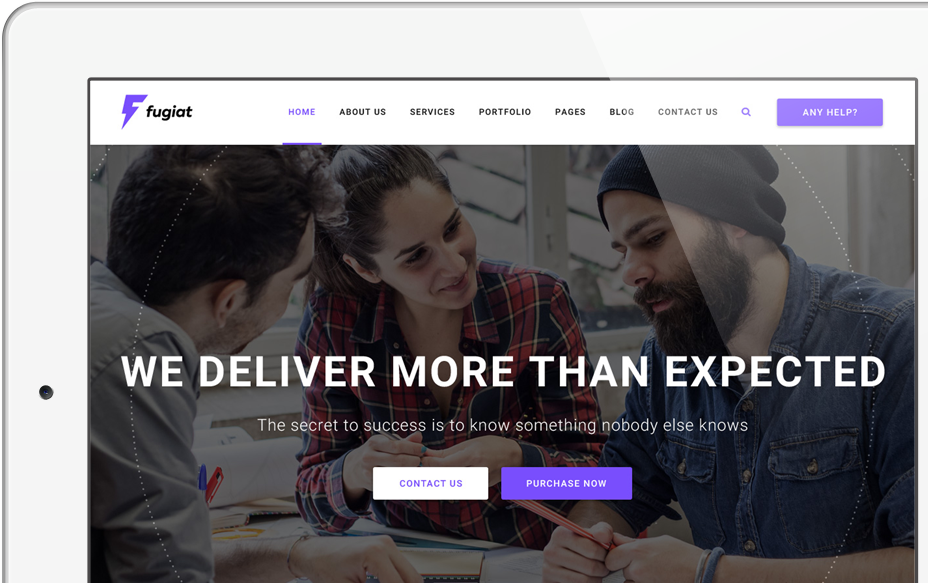 fugiat
HOME ABOUT US SERVICES PORTFOLIO PAGES BLOG CONTACT US ANY HELP?
WE DELIVER MORE THAN EXPECTED
The secret to success is to know something nobody else knows
CONTACT US PURCHASE NOW